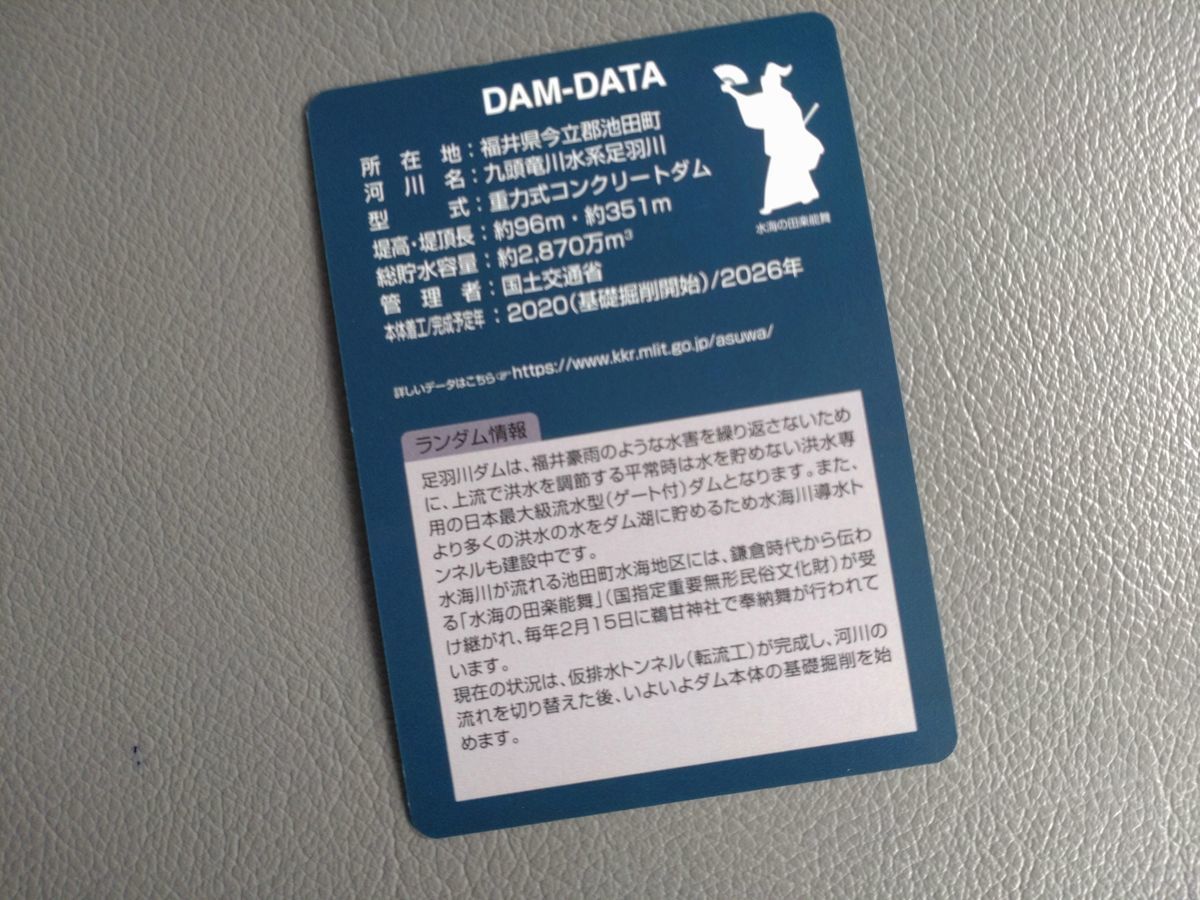 DAM-DATA
所在地：福井県今立郡池田町
河川名：九頭竜川水系足羽川
型式：重力式コンクリートダム
堤高・堤頂長：約96m・約351m
総貯水容量：約2,870万m³
管理者：国土交通省
本体着工/完成予定年：2020(基礎掘削開始)/2026年
水海の田楽能舞
詳しいデータはこちら☞https://www.kkr.mlit.go.jp/asuwa/
ランダム情報
足羽川ダムは、福井豪雨のような水害を繰り返さないため
に、上流で洪水を調節する平常時は水を貯めない洪水専
用の日本最大級流水型(ゲート付)ダムとなります。また、
より多くの洪水の水をダム湖に貯めるため水海川導水ト
ンネルも建設中です。
水海川が流れる池田町水海地区には、鎌倉時代から伝わ
る「水海の田楽能舞」(国指定重要無形民俗文化財)が受
け継がれ、毎年2月15日に鵜甘神社で奉納舞が行われて
います。
現在の状況は、仮排水トンネル(転流工)が完成し、河川の
流れを切り替えた後、いよいよダム本体の基礎掘削を始
めます。